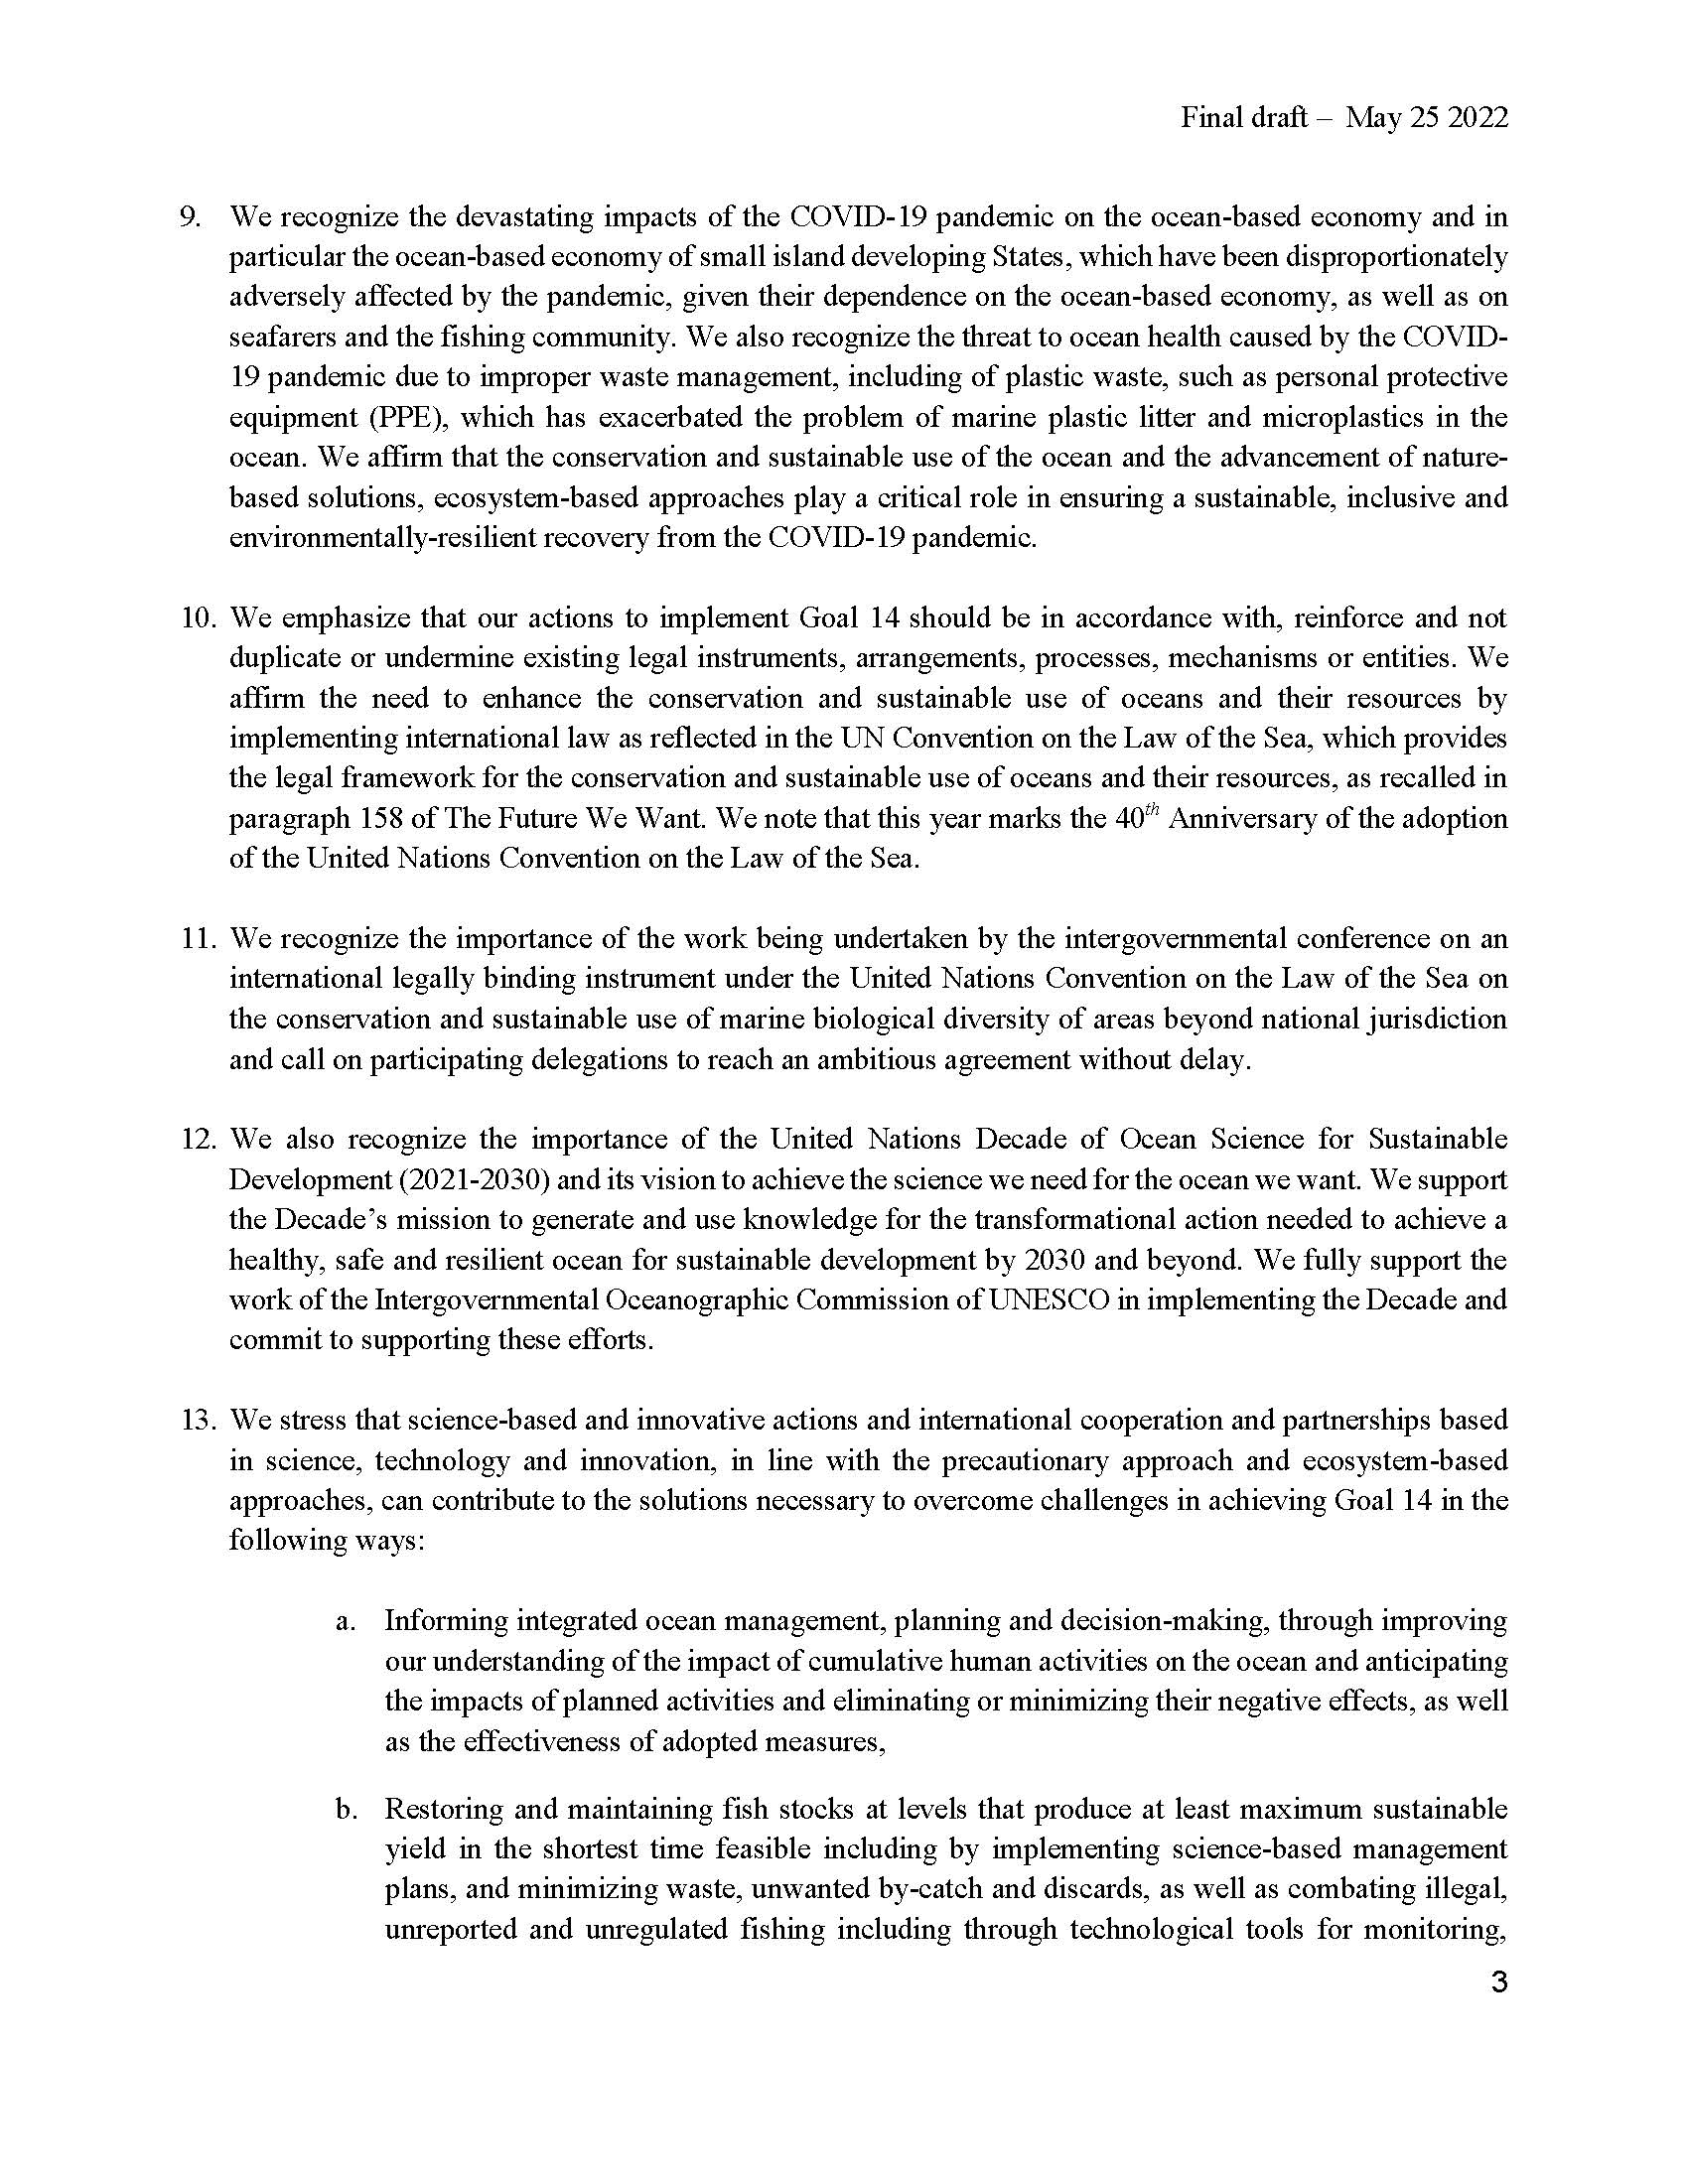 Final draft – May 25 2022
9. We recognize the devastating impacts of the COVID-19 pandemic on the ocean-based economy and in
particular the ocean-based economy of small island developing States, which have been disproportionately
adversely affected by the pandemic, given their dependence on the ocean-based economy, as well as on
seafarers and the fishing community. We also recognize the threat to ocean health caused by the COVID-
19 pandemic due to improper waste management, including of plastic waste, such as personal protective
equipment (PPE), which has exacerbated the problem of marine plastic litter and microplastics in the
ocean. We affirm that the conservation and sustainable use of the ocean and the advancement of nature-
based solutions, ecosystem-based approaches play a critical role in ensuring a sustainable, inclusive and
environmentally-resilient recovery from the COVID-19 pandemic.
10. We emphasize that our actions to implement Goal 14 should be in accordance with, reinforce and not
duplicate or undermine existing legal instruments, arrangements, processes, mechanisms or entities. We
affirm the need to enhance the conservation and sustainable use of oceans and their resources by
implementing international law as reflected in the UN Convention on the Law of the Sea, which provides
the legal framework for the conservation and sustainable use of oceans and their resources, as recalled in
paragraph 158 of The Future We Want. We note that this year marks the 40th Anniversary of the adoption
of the United Nations Convention on the Law of the Sea.
11. We recognize the importance of the work being undertaken by the intergovernmental conference on an
international legally binding instrument under the United Nations Convention on the Law of the Sea on
the conservation and sustainable use of marine biological diversity of areas beyond national jurisdiction
and call on participating delegations to reach an ambitious agreement without delay.
12. We also recognize the importance of the United Nations Decade of Ocean Science for Sustainable
Development (2021-2030) and its vision to achieve the science we need for the ocean we want. We support
the Decade’s mission to generate and use knowledge for the transformational action needed to achieve a
healthy, safe and resilient ocean for sustainable development by 2030 and beyond. We fully support the
work of the Intergovernmental Oceanographic Commission of UNESCO in implementing the Decade and
commit to supporting these efforts.
13. We stress that science-based and innovative actions and international cooperation and partnerships based
in science, technology and innovation, in line with the precautionary approach and ecosystem-based
approaches, can contribute to the solutions necessary to overcome challenges in achieving Goal 14 in the
following ways:
a. Informing integrated ocean management, planning and decision-making, through improving
our understanding of the impact of cumulative human activities on the ocean and anticipating
the impacts of planned activities and eliminating or minimizing their negative effects, as well
as the effectiveness of adopted measures,
b. Restoring and maintaining fish stocks at levels that produce at least maximum sustainable
yield in the shortest time feasible including by implementing science-based management
plans, and minimizing waste, unwanted by-catch and discards, as well as combating illegal,
unreported and unregulated fishing including through technological tools for monitoring,
3